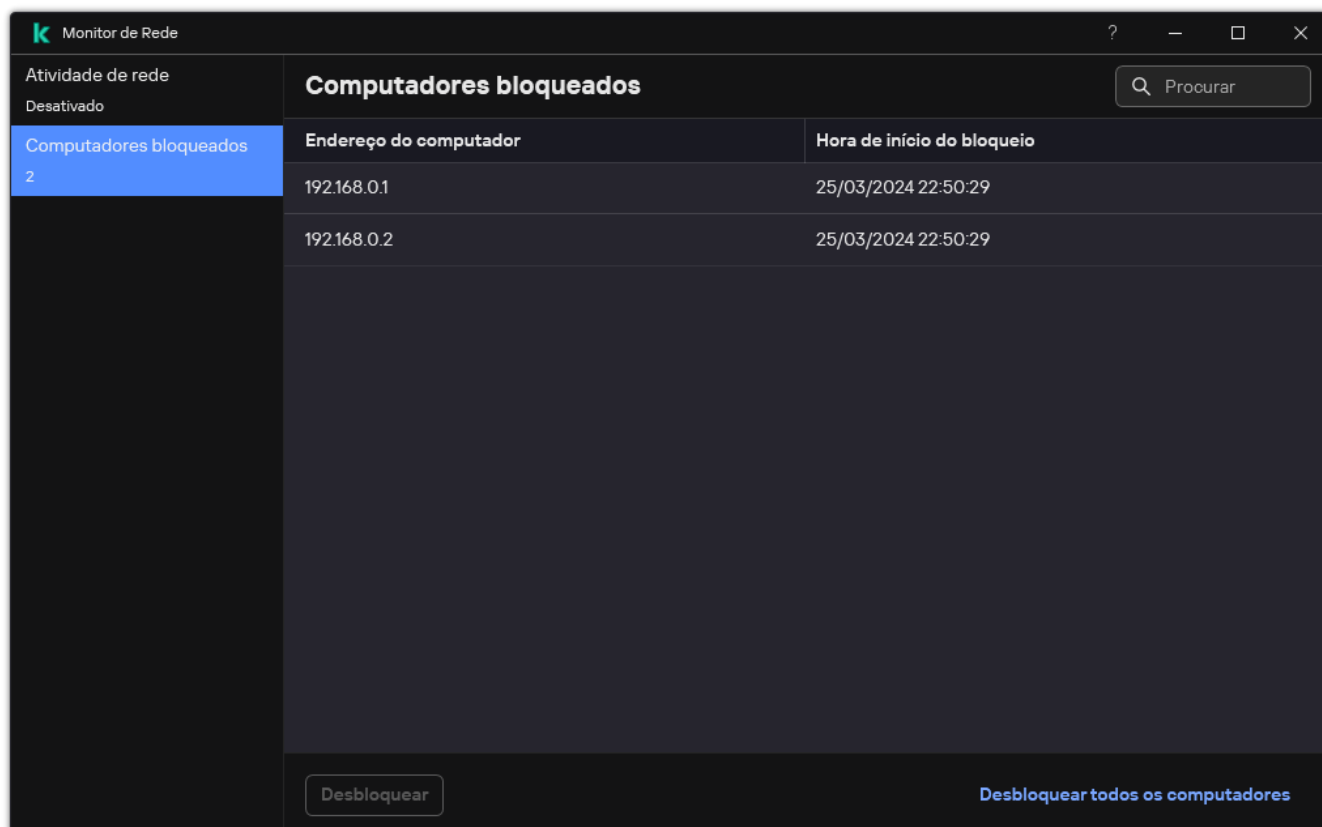 Monitor de Rede
?
Atividade de rede
Desativado
Computadores bloqueados
2
Computadores bloqueados
Procurar
Endereço do computador
Hora de início do bloqueio
192.168.0.1
25/03/2024 22:50:29
192.168.0.2
25/03/2024 22:50:29
Desbloquear
Desbloquear todos os computadores